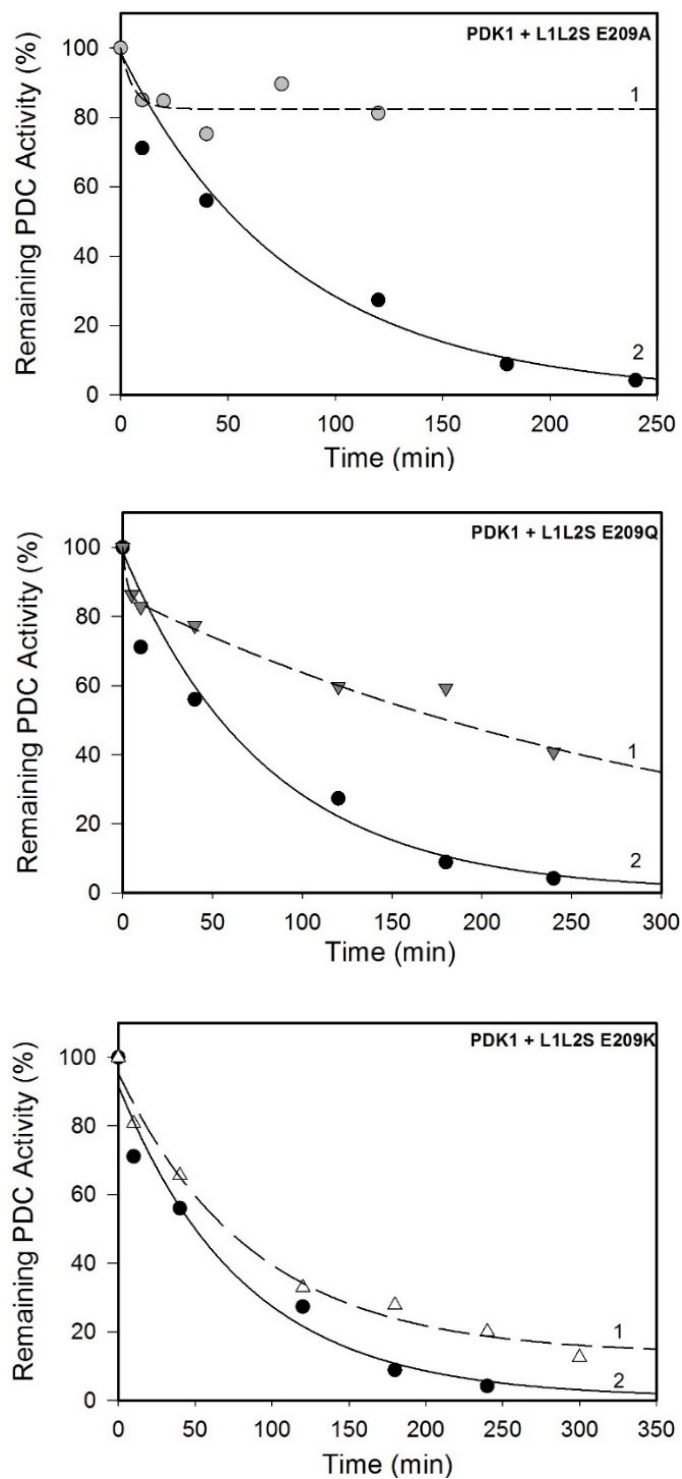 PDK1 + L1L2S E209A
Remaining PDC Activity (%)
100
80
60
40
20
0
1
2
0 50 100 150 200 250
Time (min)
PDK1 + L1L2S E209Q
Remaining PDC Activity (%)
100
80
60
40
20
0
1
2
0 50 100 150 200 250 300
Time (min)
PDK1 + L1L2S E209K
Remaining PDC Activity (%)
100
80
60
40
20
0
1
2
0 50 100 150 200 250 300 350
Time (min)